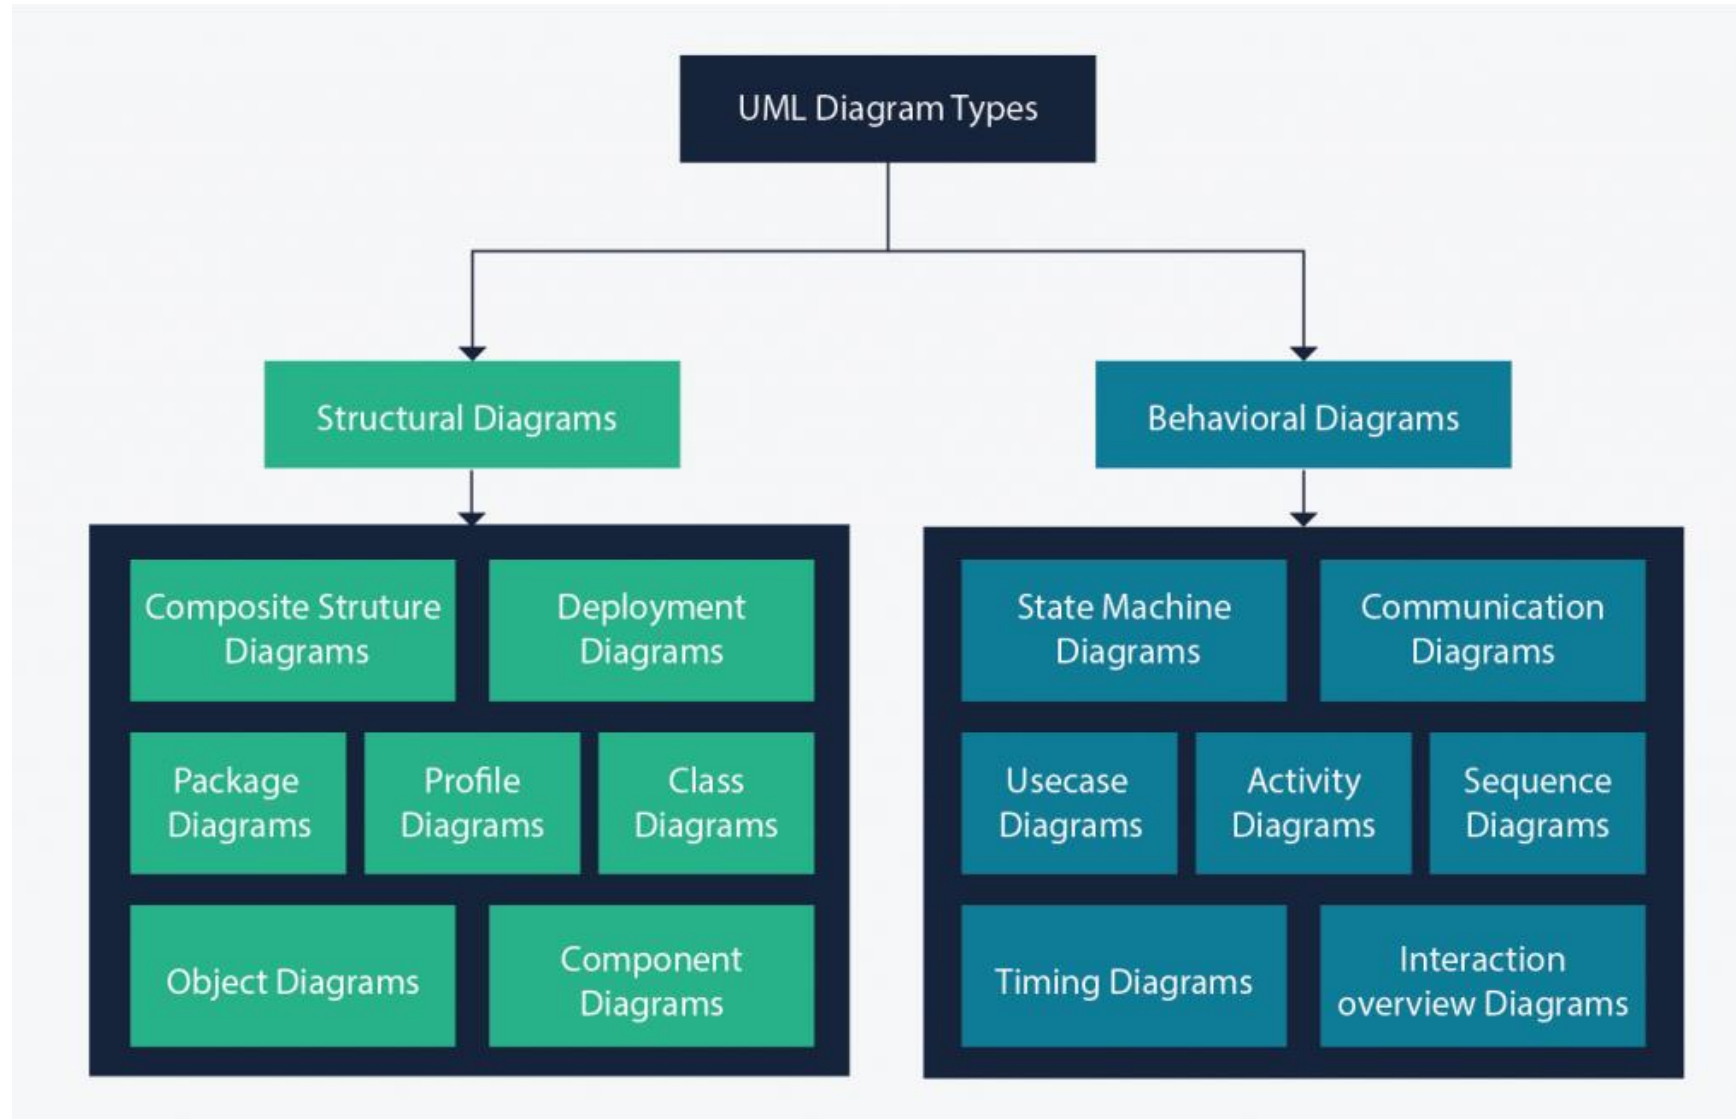 UML Diagram Types
Structural Diagrams
Behavioral Diagrams
Composite Struture
Diagrams
Deployment
Diagrams
Package
Diagrams
Profile
Diagrams
Class
Diagrams
Object Diagrams
Component
Diagrams
State Machine
Diagrams
Communication
Diagrams
Usecase
Diagrams
Activity
Diagrams
Sequence
Diagrams
Timing Diagrams
Interaction
overview Diagrams